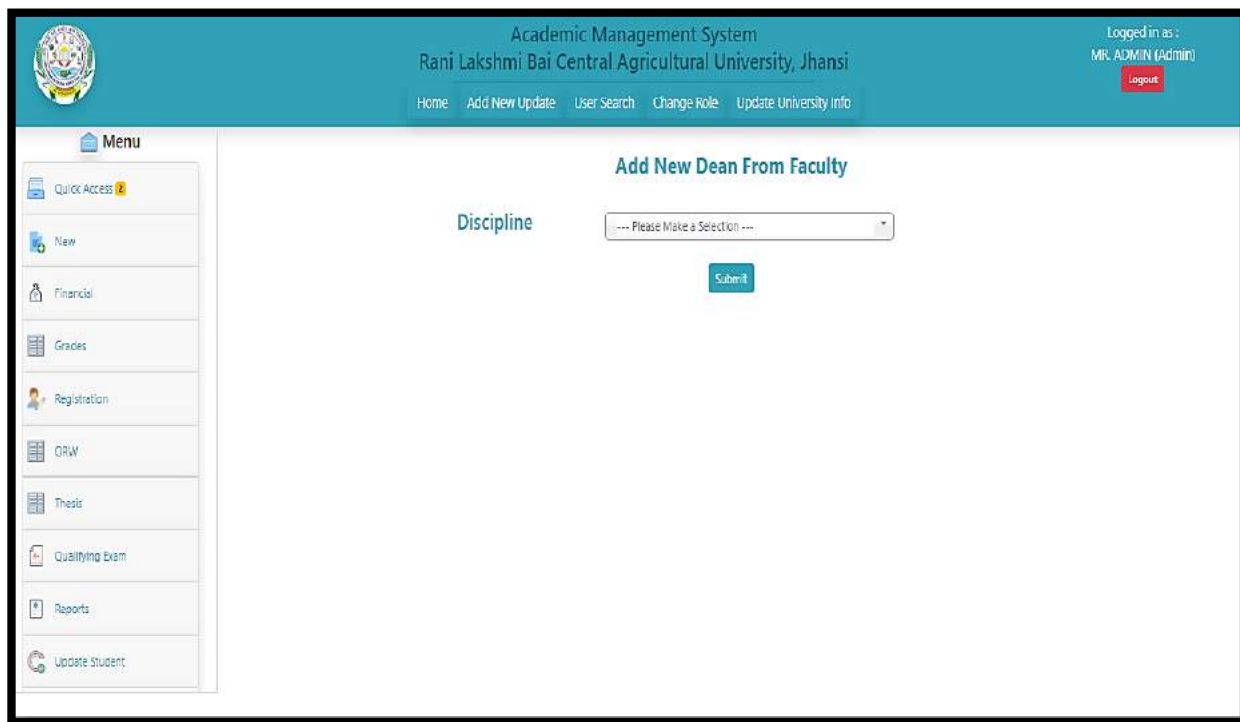 Academic Management System
Rani Lakshmi Bai Central Agricultural University, Jhansi
Home Add New Update User Search Change Role Update University Info
Logged in as :
MR. ADMIN (Admin)
Logout
Menu
Quick Access 2
New
Financial
Grades
Registration
ORW
Thesis
Qualifying Exam
Reports
Update Student
Add New Dean From Faculty
Discipline
--- Please Make a Selection ---
Submit